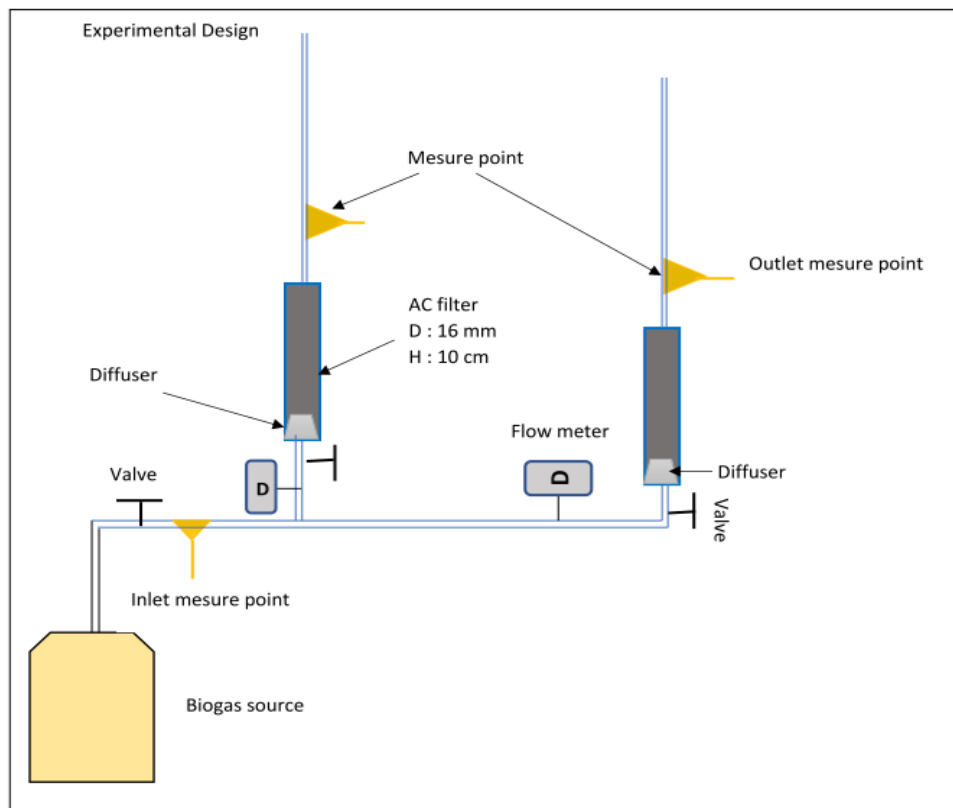 Experimental Design
Mesure point
Outlet mesure point
AC filter
D : 16 mm
H : 10 cm
Diffuser
Flow meter
Valve
D
D
Diffuser
Valve
Inlet mesure point
Biogas source